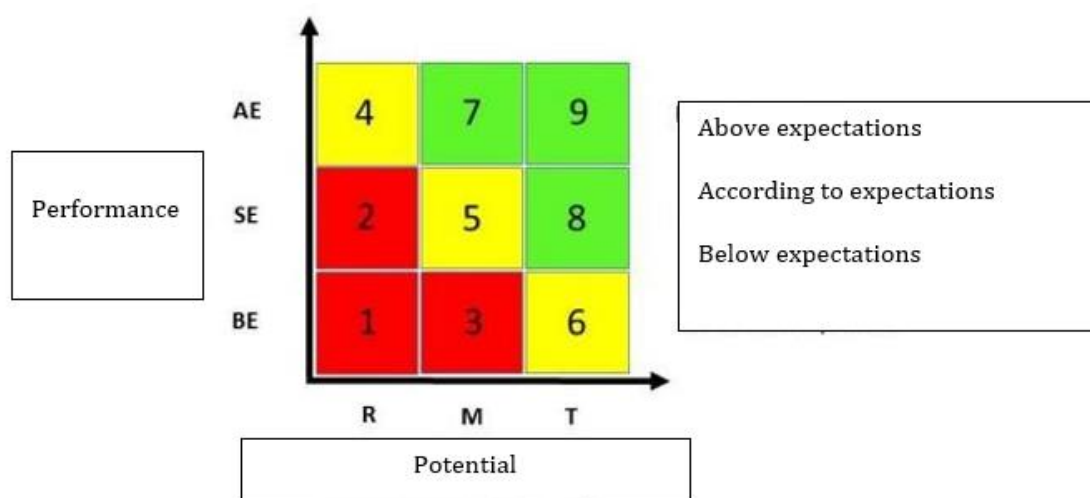 AE
4
7
9
Above expectations
Performance
SE
2
5
8
According to expectations
Below expectations
BE
1
3
6
R
M
T
Potential